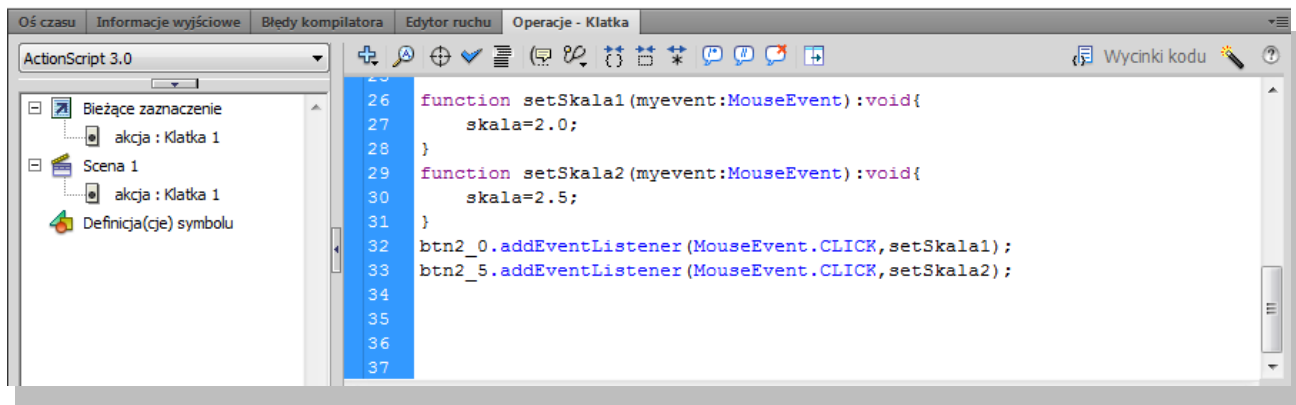 Oś czasu Informacje wyjściowe Błędy kompilatora Edytor ruchu Operacje - Klatka
ActionScript 3.0
Wycinki kodu
Bieżące zaznaczenie
akcja : Klatka 1
Scena 1
akcja : Klatka 1
Definicja(cje) symbolu
26 function setSkala1(myevent:MouseEvent):void{
27 skala=2.0;
28 }
29 function setSkala2(myevent:MouseEvent):void{
30 skala=2.5;
31 }
32 btn2_0.addEventListener(MouseEvent.CLICK,setSkala1);
33 btn2_5.addEventListener(MouseEvent.CLICK,setSkala2);
34
35
36
37